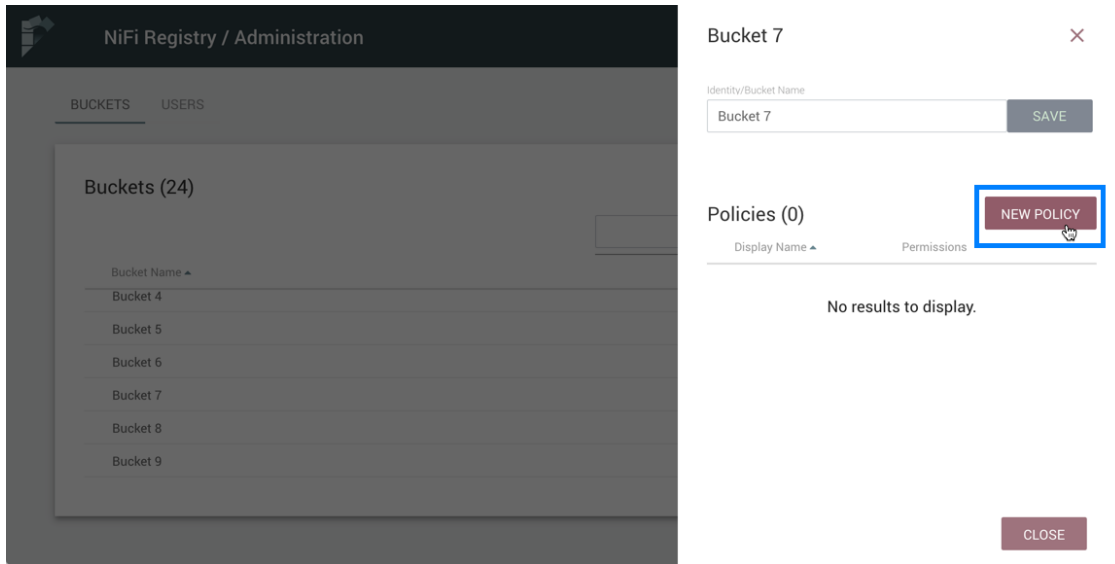 NiFi Registry / Administration
BUCKETS USERS
Buckets (24)
Bucket Name
Bucket 4
Bucket 5
Bucket 6
Bucket 7
Bucket 8
Bucket 9
Bucket 7
Identity/Bucket Name
Bucket 7 SAVE
Policies (0) NEW POLICY
Display Name Permissions
No results to display.
CLOSE